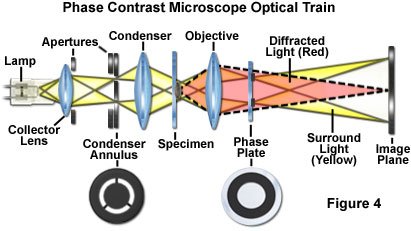 Phase Contrast Microscope Optical Train
Apertures
Condenser
Objective
Diffracted
Light (Red)
Lamp
Collector
Lens
Condenser
Annulus
Specimen
Phase
Plate
Surround
Light
(Yellow)
Image
Plane
Figure 4